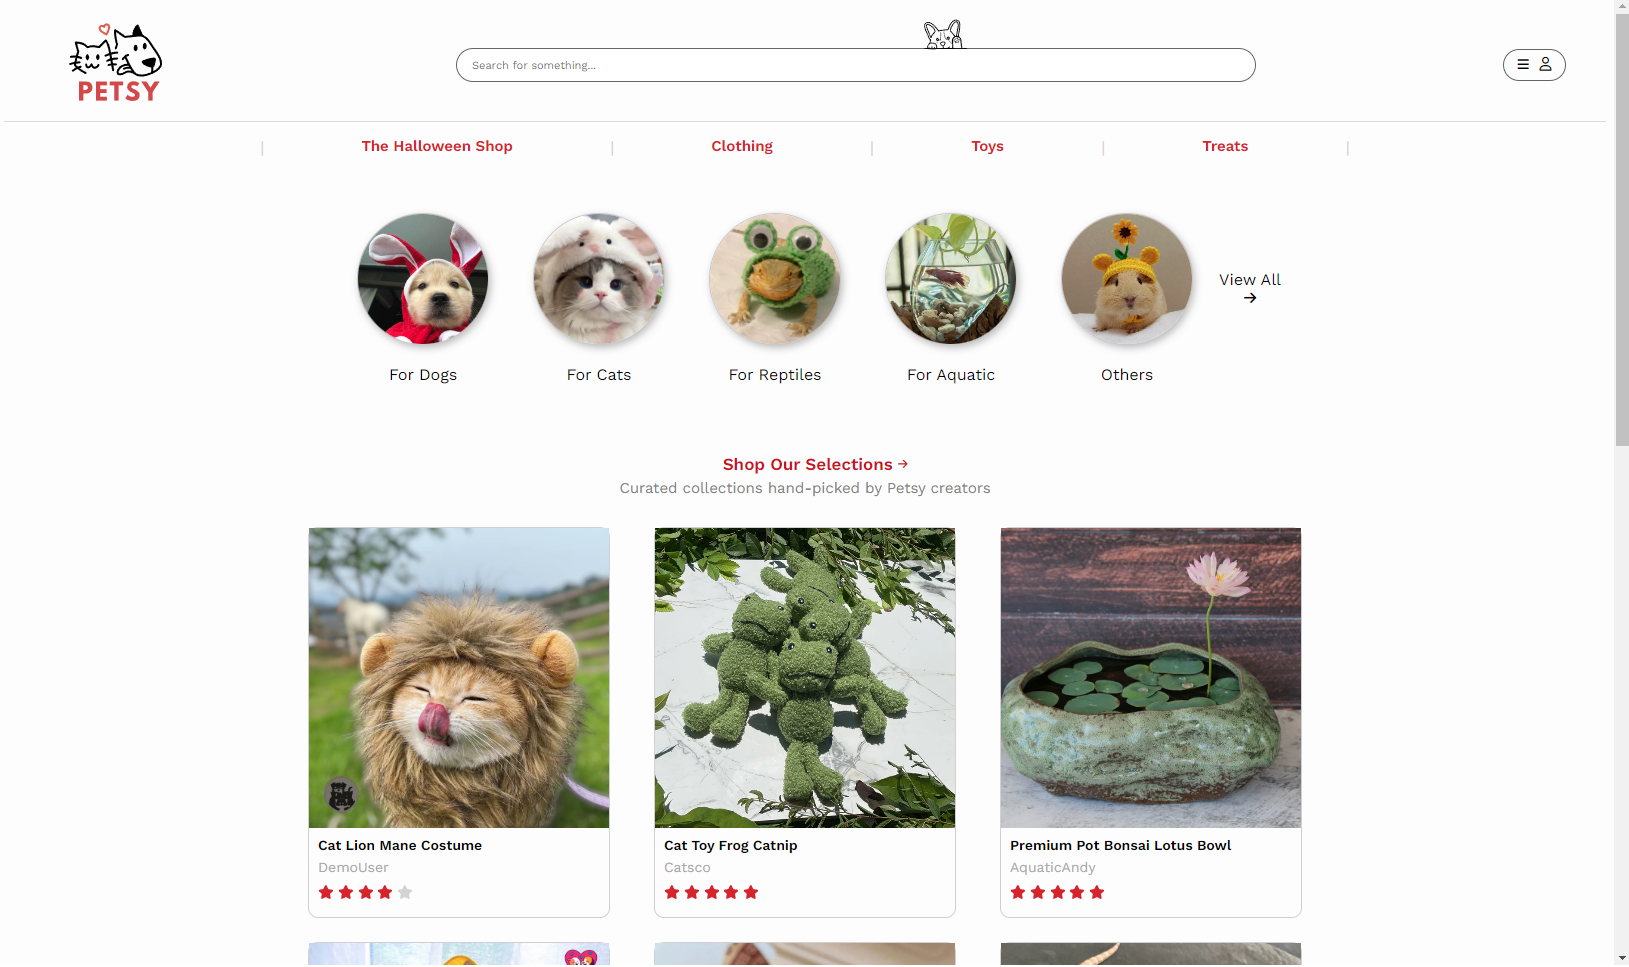 PETSY
Search for something...
The Halloween Shop
Clothing
Toys
Treats
For Dogs
For Cats
For Reptiles
For Aquatic
Others
View All
Shop Our Selections
Curated collections hand-picked by Petsy creators
Cat Lion Mane Costume
DemoUser
Cat Toy Frog Catnip
Catsco
Premium Pot Bonsai Lotus Bowl
AquaticAndy